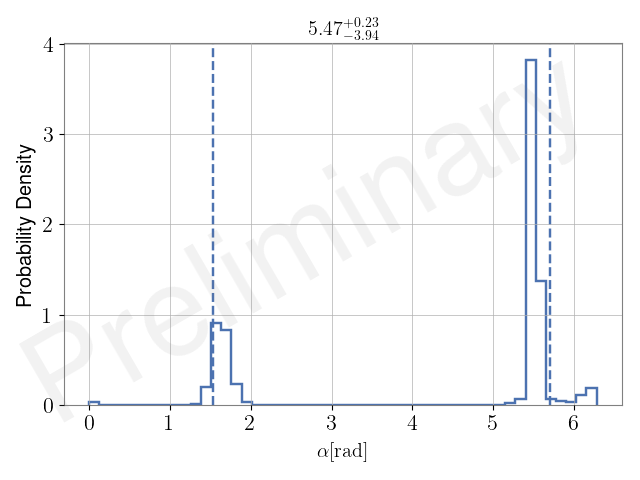 5.47+0.23−3.94
4
3
2
1
0
Probability Density
Preliminary
0 1 2 3 4 5 6
α[rad]